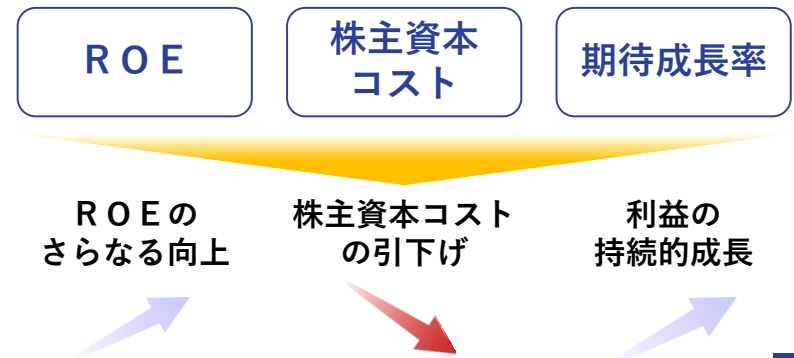 ＲＯＥ
株主資本
コスト
期待成長率
ＲＯＥの
さらなる向上
株主資本コスト
の引下げ
利益の
持続的成長